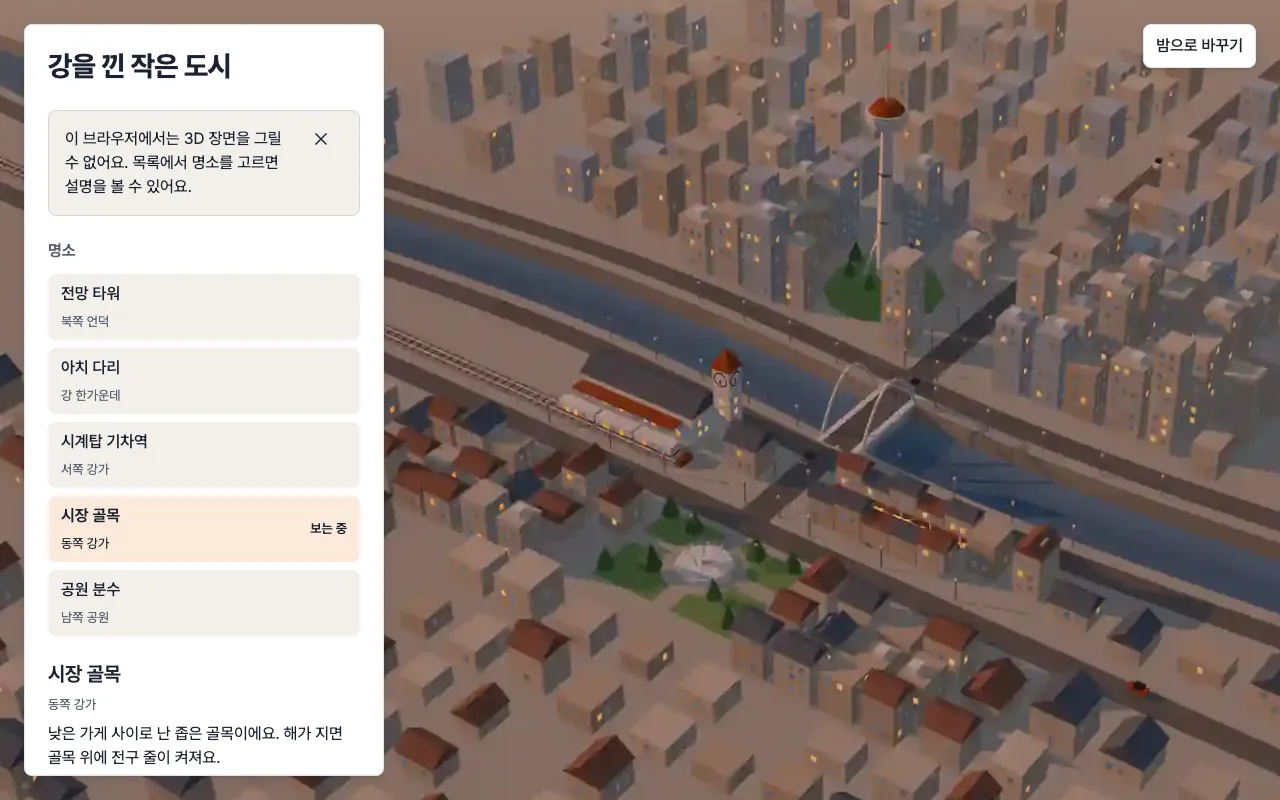 강을 낀 작은 도시
밤으로 바꾸기
이 브라우저에서는 3D 장면을 그릴
수 없어요. 목록에서 명소를 고르면
설명을 볼 수 있어요.
명소
전망 타워
북쪽 언덕
아치 다리
강 한가운데
시계탑 기차역
서쪽 강가
시장 골목
보는 중
동쪽 강가
공원 분수
남쪽 공원
시장 골목
동쪽 강가
낮은 가게 사이로 난 좁은 골목이에요. 해가 지면
골목 위에 전구 줄이 켜져요.